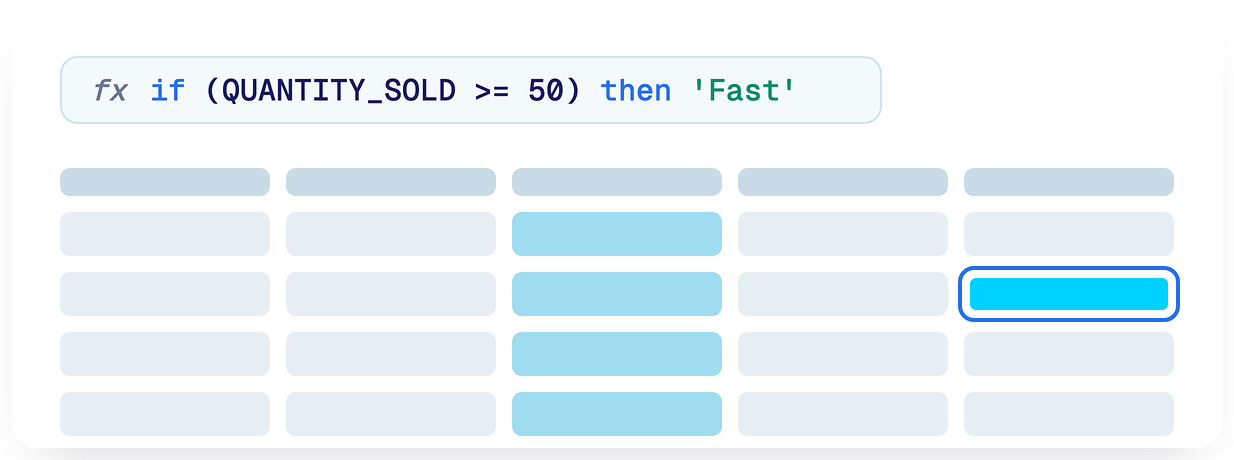 fx if (QUANTITY_SOLD >= 50) then 'Fast'